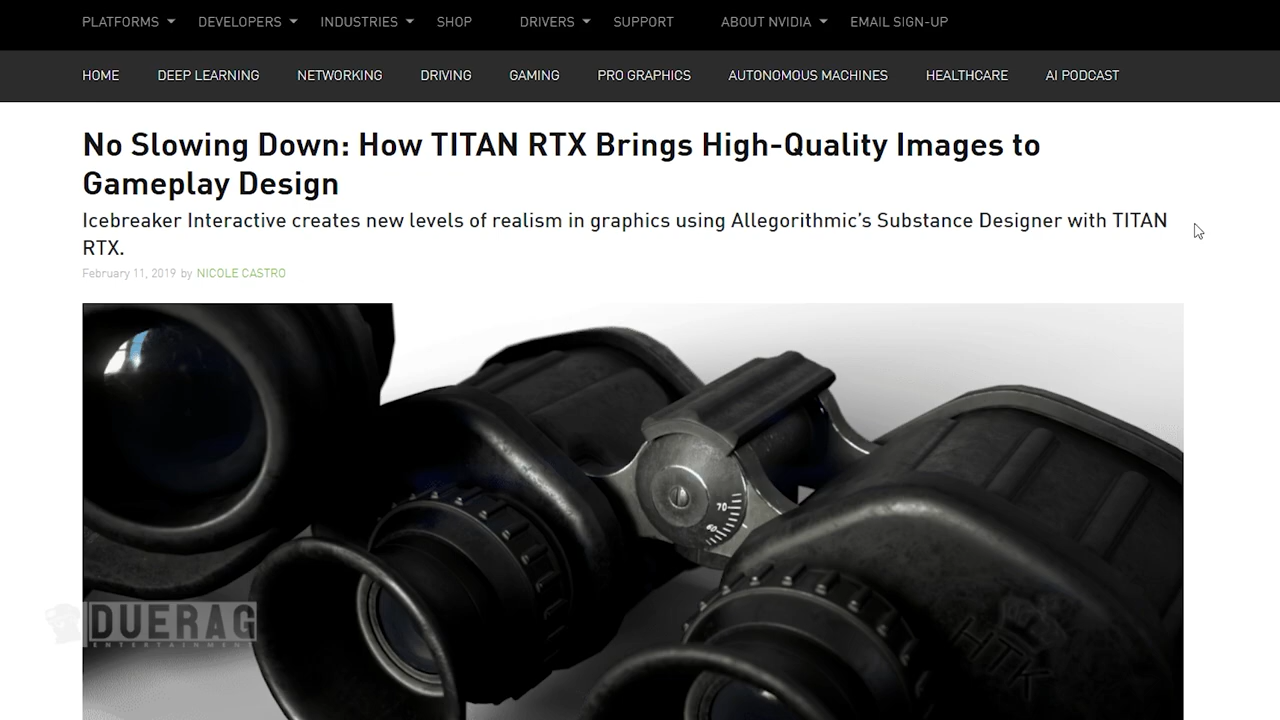 PLATFORMS DEVELOPERS INDUSTRIES SHOP DRIVERS SUPPORT ABOUT NVIDIA EMAIL SIGN-UP
HOME DEEP LEARNING NETWORKING DRIVING GAMING PRO GRAPHICS AUTONOMOUS MACHINES HEALTHCARE AI PODCAST
No Slowing Down: How TITAN RTX Brings High-Quality Images to
Gameplay Design
Icebreaker Interactive creates new levels of realism in graphics using Allegorithmic's Substance Designer with TITAN
RTX.
February 11, 2019 by NICOLE CASTRO
70
60
HTK
DUERAG
ENTERTAINMENT